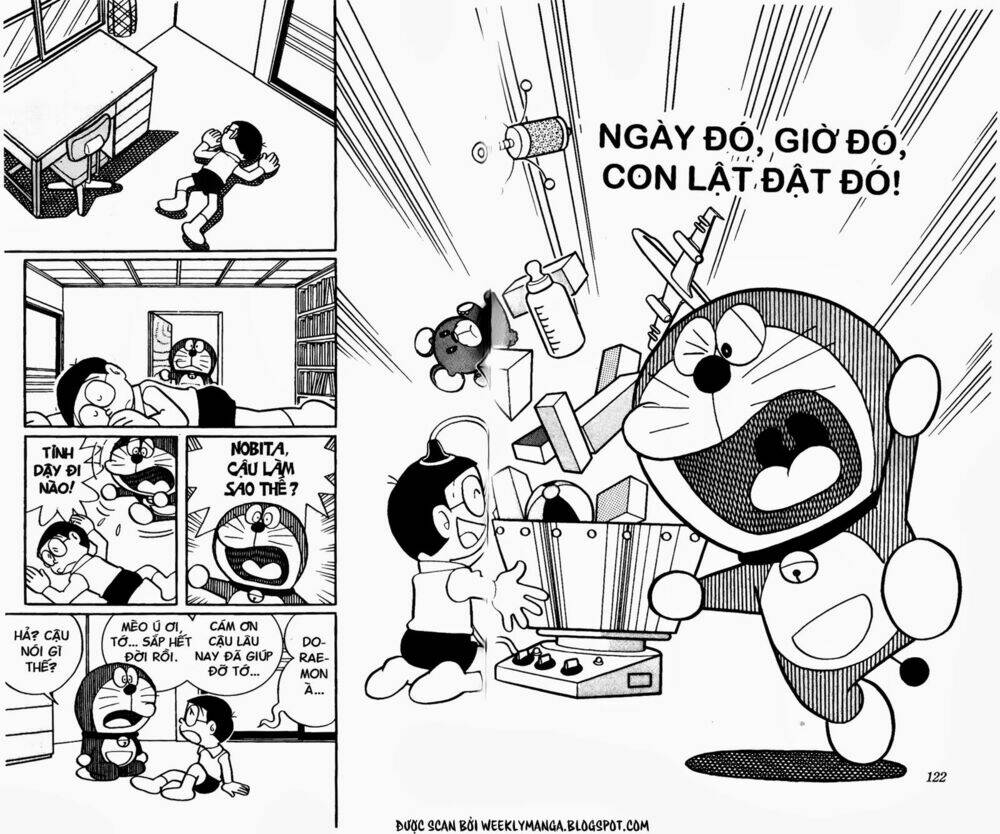 NGÀY ĐÓ, GIỜ ĐÓ,
CON LẬT ĐẬT ĐÓ!
122
NOBITA,
CẬU LÀM
SAO THẾ?
TỈNH
DẬY ĐI
NÀO!
DO-
RAE-
MON
À...
CÁM ƠN
CẬU LÂU
NAY ĐÃ GIÚP
ĐỠ TỚ...
MÈO Ú ƠI,
TỚ... SẮP HẾT
ĐỜI RỒI.
HẢ? CẬU
NÓI GÌ
THẾ?
ĐƯỢC SCAN BỞI WEEKLYMANGA.BLOGSPOT.COM